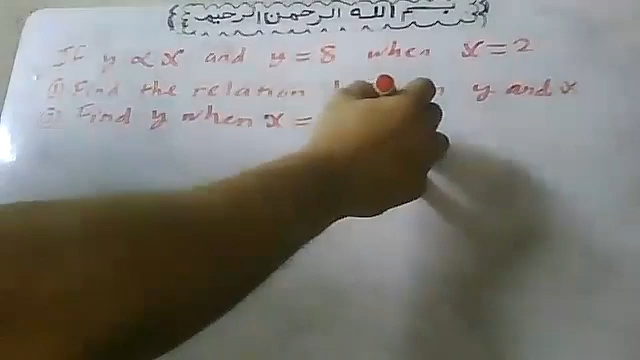 بسم الله الرحمن الرحيم
If y ∝ x and y = 8 when x = 2
① Find the relation y and x
② Find y when x =